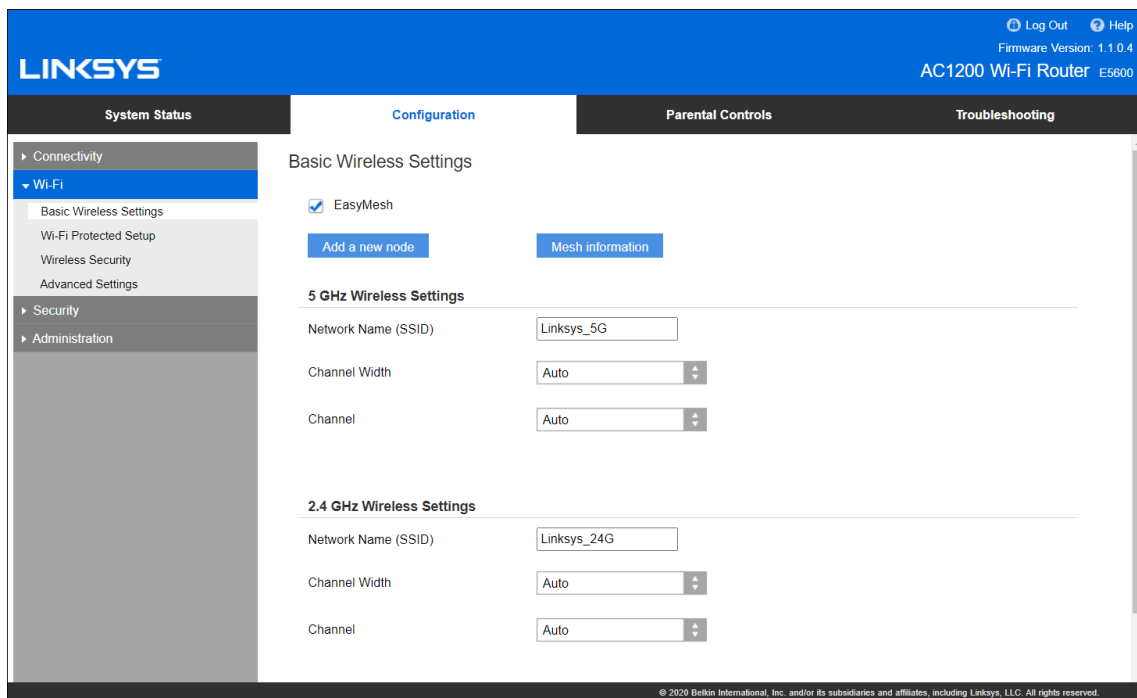 Log Out Help
Firmware Version: 1.1.0.4
LINKSYS
AC1200 Wi-Fi Router E5600
System Status Configuration Parental Controls Troubleshooting
Connectivity
Wi-Fi
Basic Wireless Settings
Wi-Fi Protected Setup
Wireless Security
Advanced Settings
Security
Administration
Basic Wireless Settings
EasyMesh
Add a new node Mesh information
5 GHz Wireless Settings
Network Name (SSID) Linksys_5G
Channel Width Auto
Channel Auto
2.4 GHz Wireless Settings
Network Name (SSID) Linksys_24G
Channel Width Auto
Channel Auto
© 2020 Belkin International, Inc. and/or its subsidiaries and affiliates, including Linksys, LLC. All rights reserved.